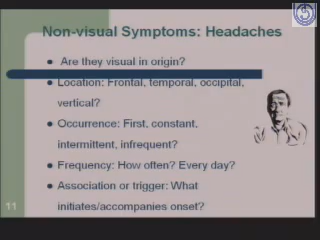 Non-visual Symptoms: Headaches
Are they visual in origin?
Location: Frontal, temporal, occipital,
vertical?
Occurrence: First, constant,
intermittent, infrequent?
Frequency: How often? Every day?
Association or trigger: What
initiates/accompanies onset?
11